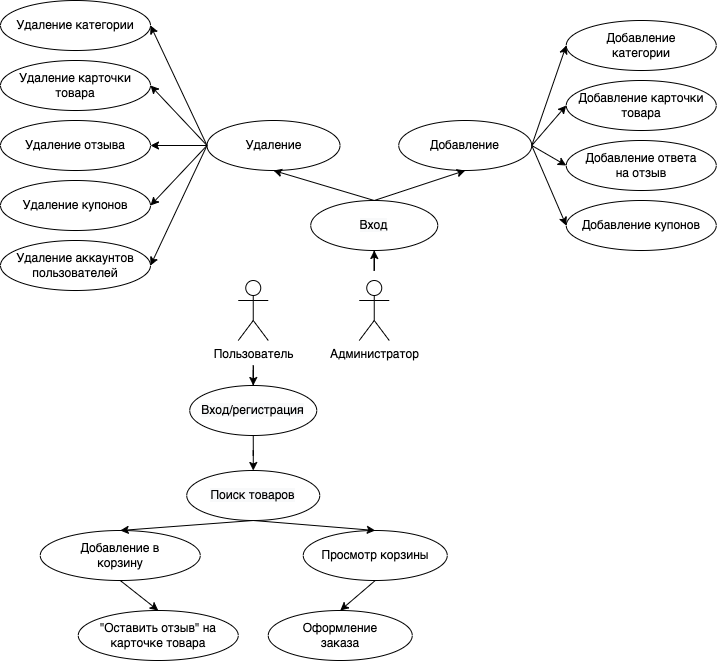 Удаление категории
Удаление карточки
товара
Удаление отзыва
Удаление купонов
Удаление аккаунтов
пользователей
Удаление
Добавление
Добавление
категории
Добавление карточки
товара
Добавление ответа
на отзыв
Добавление купонов
Вход
Пользователь
Администратор
Вход/регистрация
Поиск товаров
Добавление в
корзину
Просмотр корзины
"Оставить отзыв" на
карточке товара
Оформление
заказа